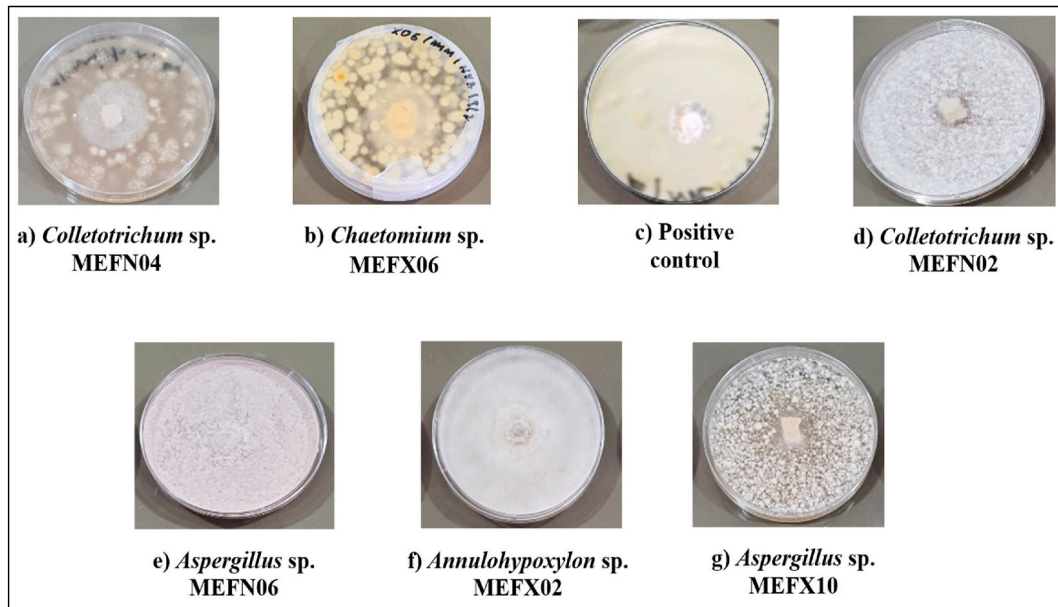 a) Colletotrichum sp.
MEFN04
b) Chaetomium sp.
MEFX06
c) Positive
control
d) Colletotrichum sp.
MEFN02
e) Aspergillus sp.
MEFN06
f) Annulohypoxylon sp.
MEFX02
g) Aspergillus sp.
MEFX10